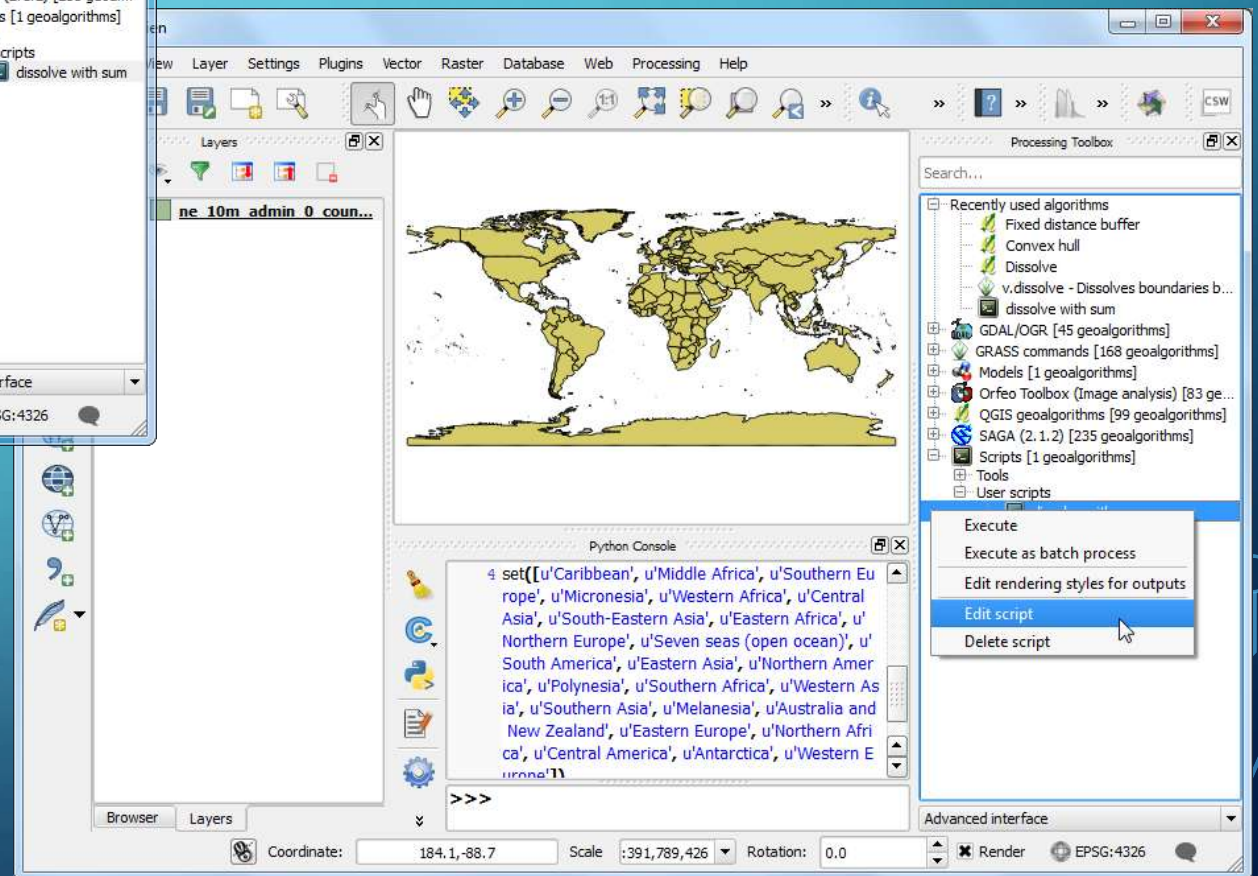 s [1 geoalgorithms]
cripts
dissolve with sum
rface
SG:4326
en
iew Layer Settings Plugins Vector Raster Database Web Processing Help
1:1
»
»
»
»
CSW
Layers
ne_10m_admin_0_coun...
Browser Layers
»
Python Console
4 set([u'Caribbean', u'Middle Africa', u'Southern Eu
rope', u'Micronesia', u'Western Africa', u'Central
Asia', u'South-Eastern Asia', u'Eastern Africa', u'
Northern Europe', u'Seven seas (open ocean)', u'
South America', u'Eastern Asia', u'Northern Amer
ica', u'Polynesia', u'Southern Africa', u'Western As
ia', u'Southern Asia', u'Melanesia', u'Australia and
New Zealand', u'Eastern Europe', u'Northern Afri
ca', u'Central America', u'Antarctica', u'Western E
urope'])
>>>
Processing Toolbox
Search...
Recently used algorithms
Fixed distance buffer
Convex hull
Dissolve
v.dissolve - Dissolves boundaries b...
dissolve with sum
GDAL/OGR [45 geoalgorithms]
GRASS commands [168 geoalgorithms]
Models [1 geoalgorithms]
Orfeo Toolbox (Image analysis) [83 ge...
QGIS geoalgorithms [99 geoalgorithms]
SAGA (2.1.2) [235 geoalgorithms]
Scripts [1 geoalgorithms]
Tools
User scripts
Execute
Execute as batch process
Edit rendering styles for outputs
Edit script
Delete script
Advanced interface
Coordinate: 184.1,-88.7 Scale :391,789,426 Rotation: 0.0 Render EPSG:4326